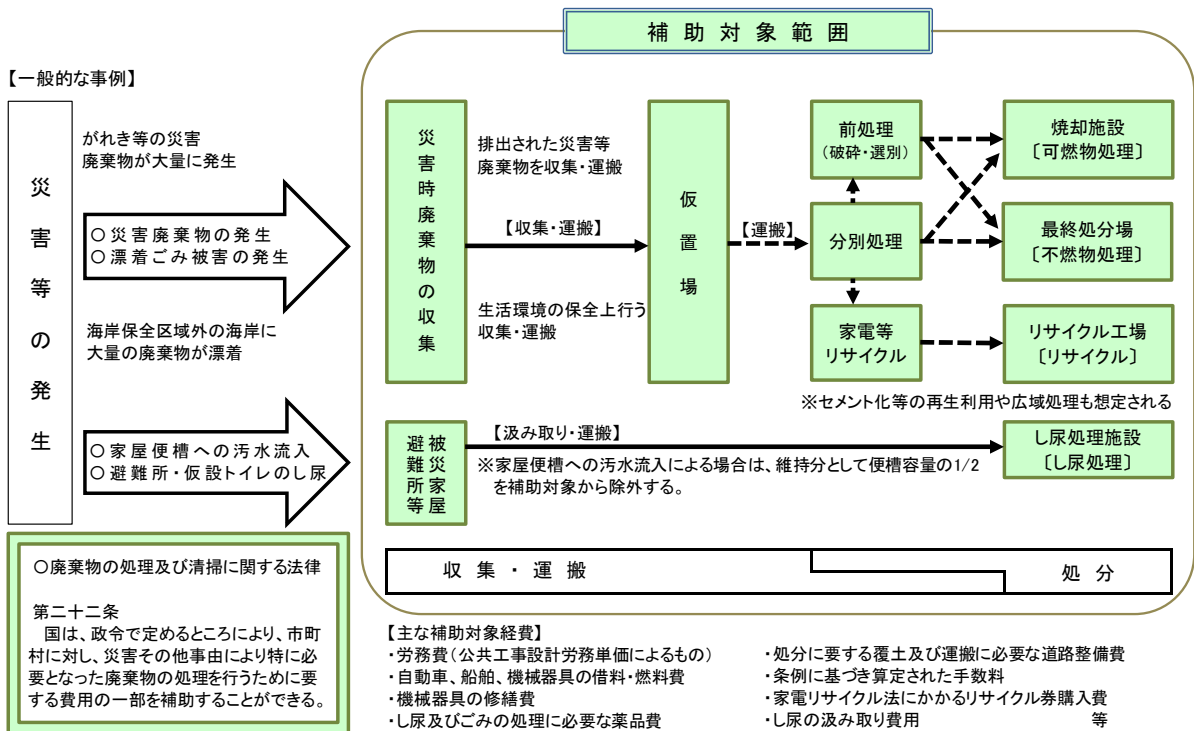 補助対象範囲
【一般的な事例】
災害等の発生
がれき等の災害
廃棄物が大量に発生
○災害廃棄物の発生
○漂着ごみ被害の発生
海岸保全区域外の海岸に
大量の廃棄物が漂着
○家屋便槽への汚水流入
○避難所・仮設トイレのし尿
災害時廃棄物の収集
排出された災害等
廃棄物を収集・運搬
【収集・運搬】
生活環境の保全上行う
収集・運搬
仮置場
【運搬】
前処理
(破砕・選別)
分別処理
家電等
リサイクル
焼却施設
〔可燃物処理〕
最終処分場
〔不燃物処理〕
リサイクル工場
〔リサイクル〕
※セメント化等の再生利用や広域処理も想定される
被災家屋
避難所等
【汲み取り・運搬】
※家屋便槽への汚水流入による場合は、維持分として便槽容量の1/2
を補助対象から除外する。
し尿処理施設
〔し尿処理〕
収集・運搬
処分
○廃棄物の処理及び清掃に関する法律
第二十二条
国は、政令で定めるところにより、市町
村に対し、災害その他事由により特に必
要となった廃棄物の処理を行うために要
する費用の一部を補助することができる。
【主な補助対象経費】
・労務費(公共工事設計労務単価によるもの)
・自動車、船舶、機械器具の借料・燃料費
・機械器具の修繕費
・し尿及びごみの処理に必要な薬品費
・処分に要する覆土及び運搬に必要な道路整備費
・条例に基づき算定された手数料
・家電リサイクル法にかかるリサイクル券購入費
・し尿の汲み取り費用 等